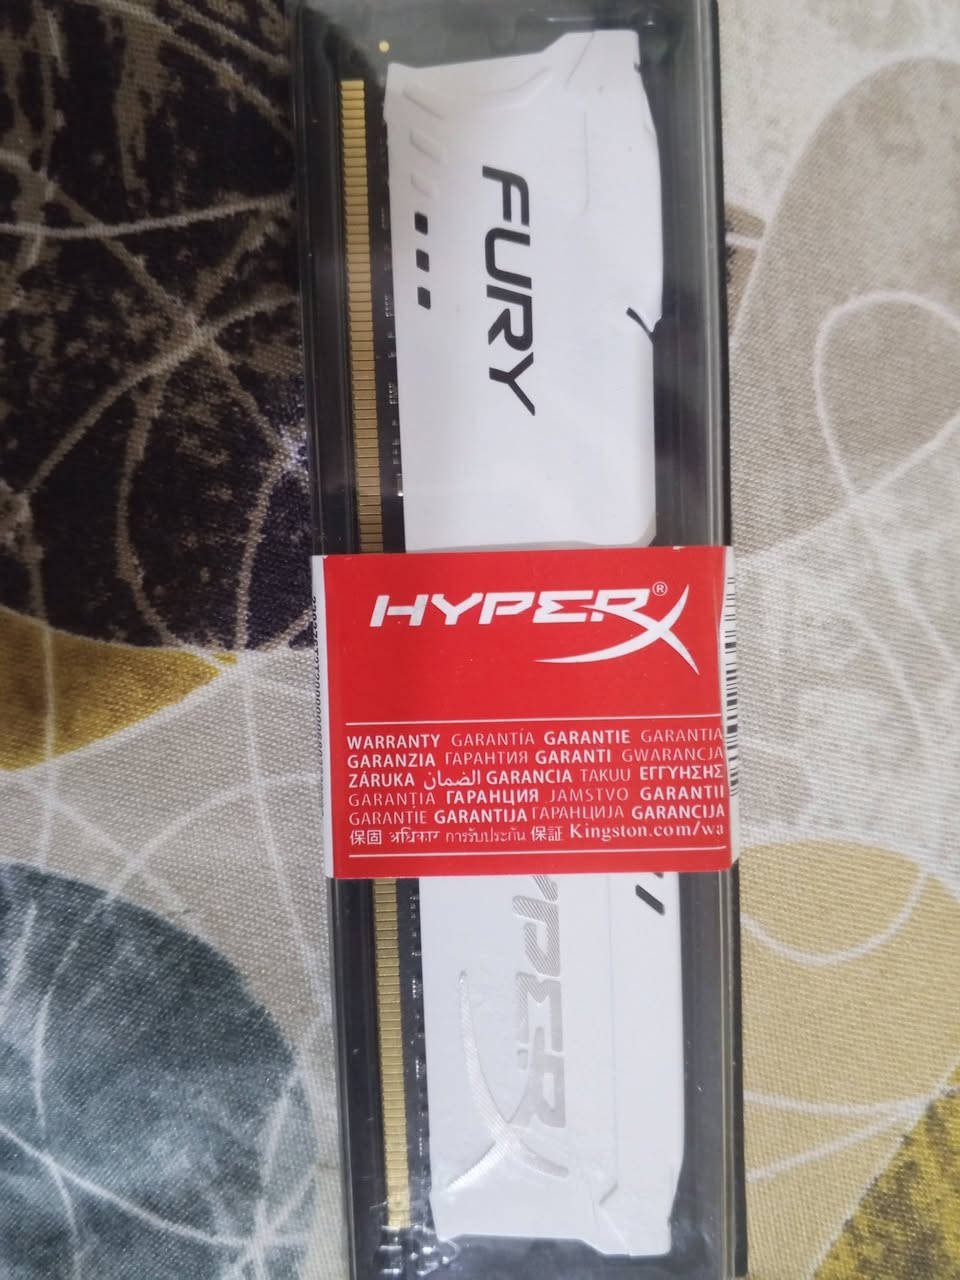 FURY
HYPERX®
WARRANTY GARANTÍA GARANTIE GARANTIA
GARANZIA ГАРАНТИЯ GARANTI GWARANCJA
ZÁRUKA الضمان GARANCIA TAKUU ΕΓΓΥΗΣΗΣ
GARANȚIA ГАРАНЦИЯ JAMSTVO GARANTII
GARANTIE GARANTIJA ГАРАНЦИЈА GARANCIJA
保固 अधिकार การรับประกัน 保証 Kingston.com/wa
YPER